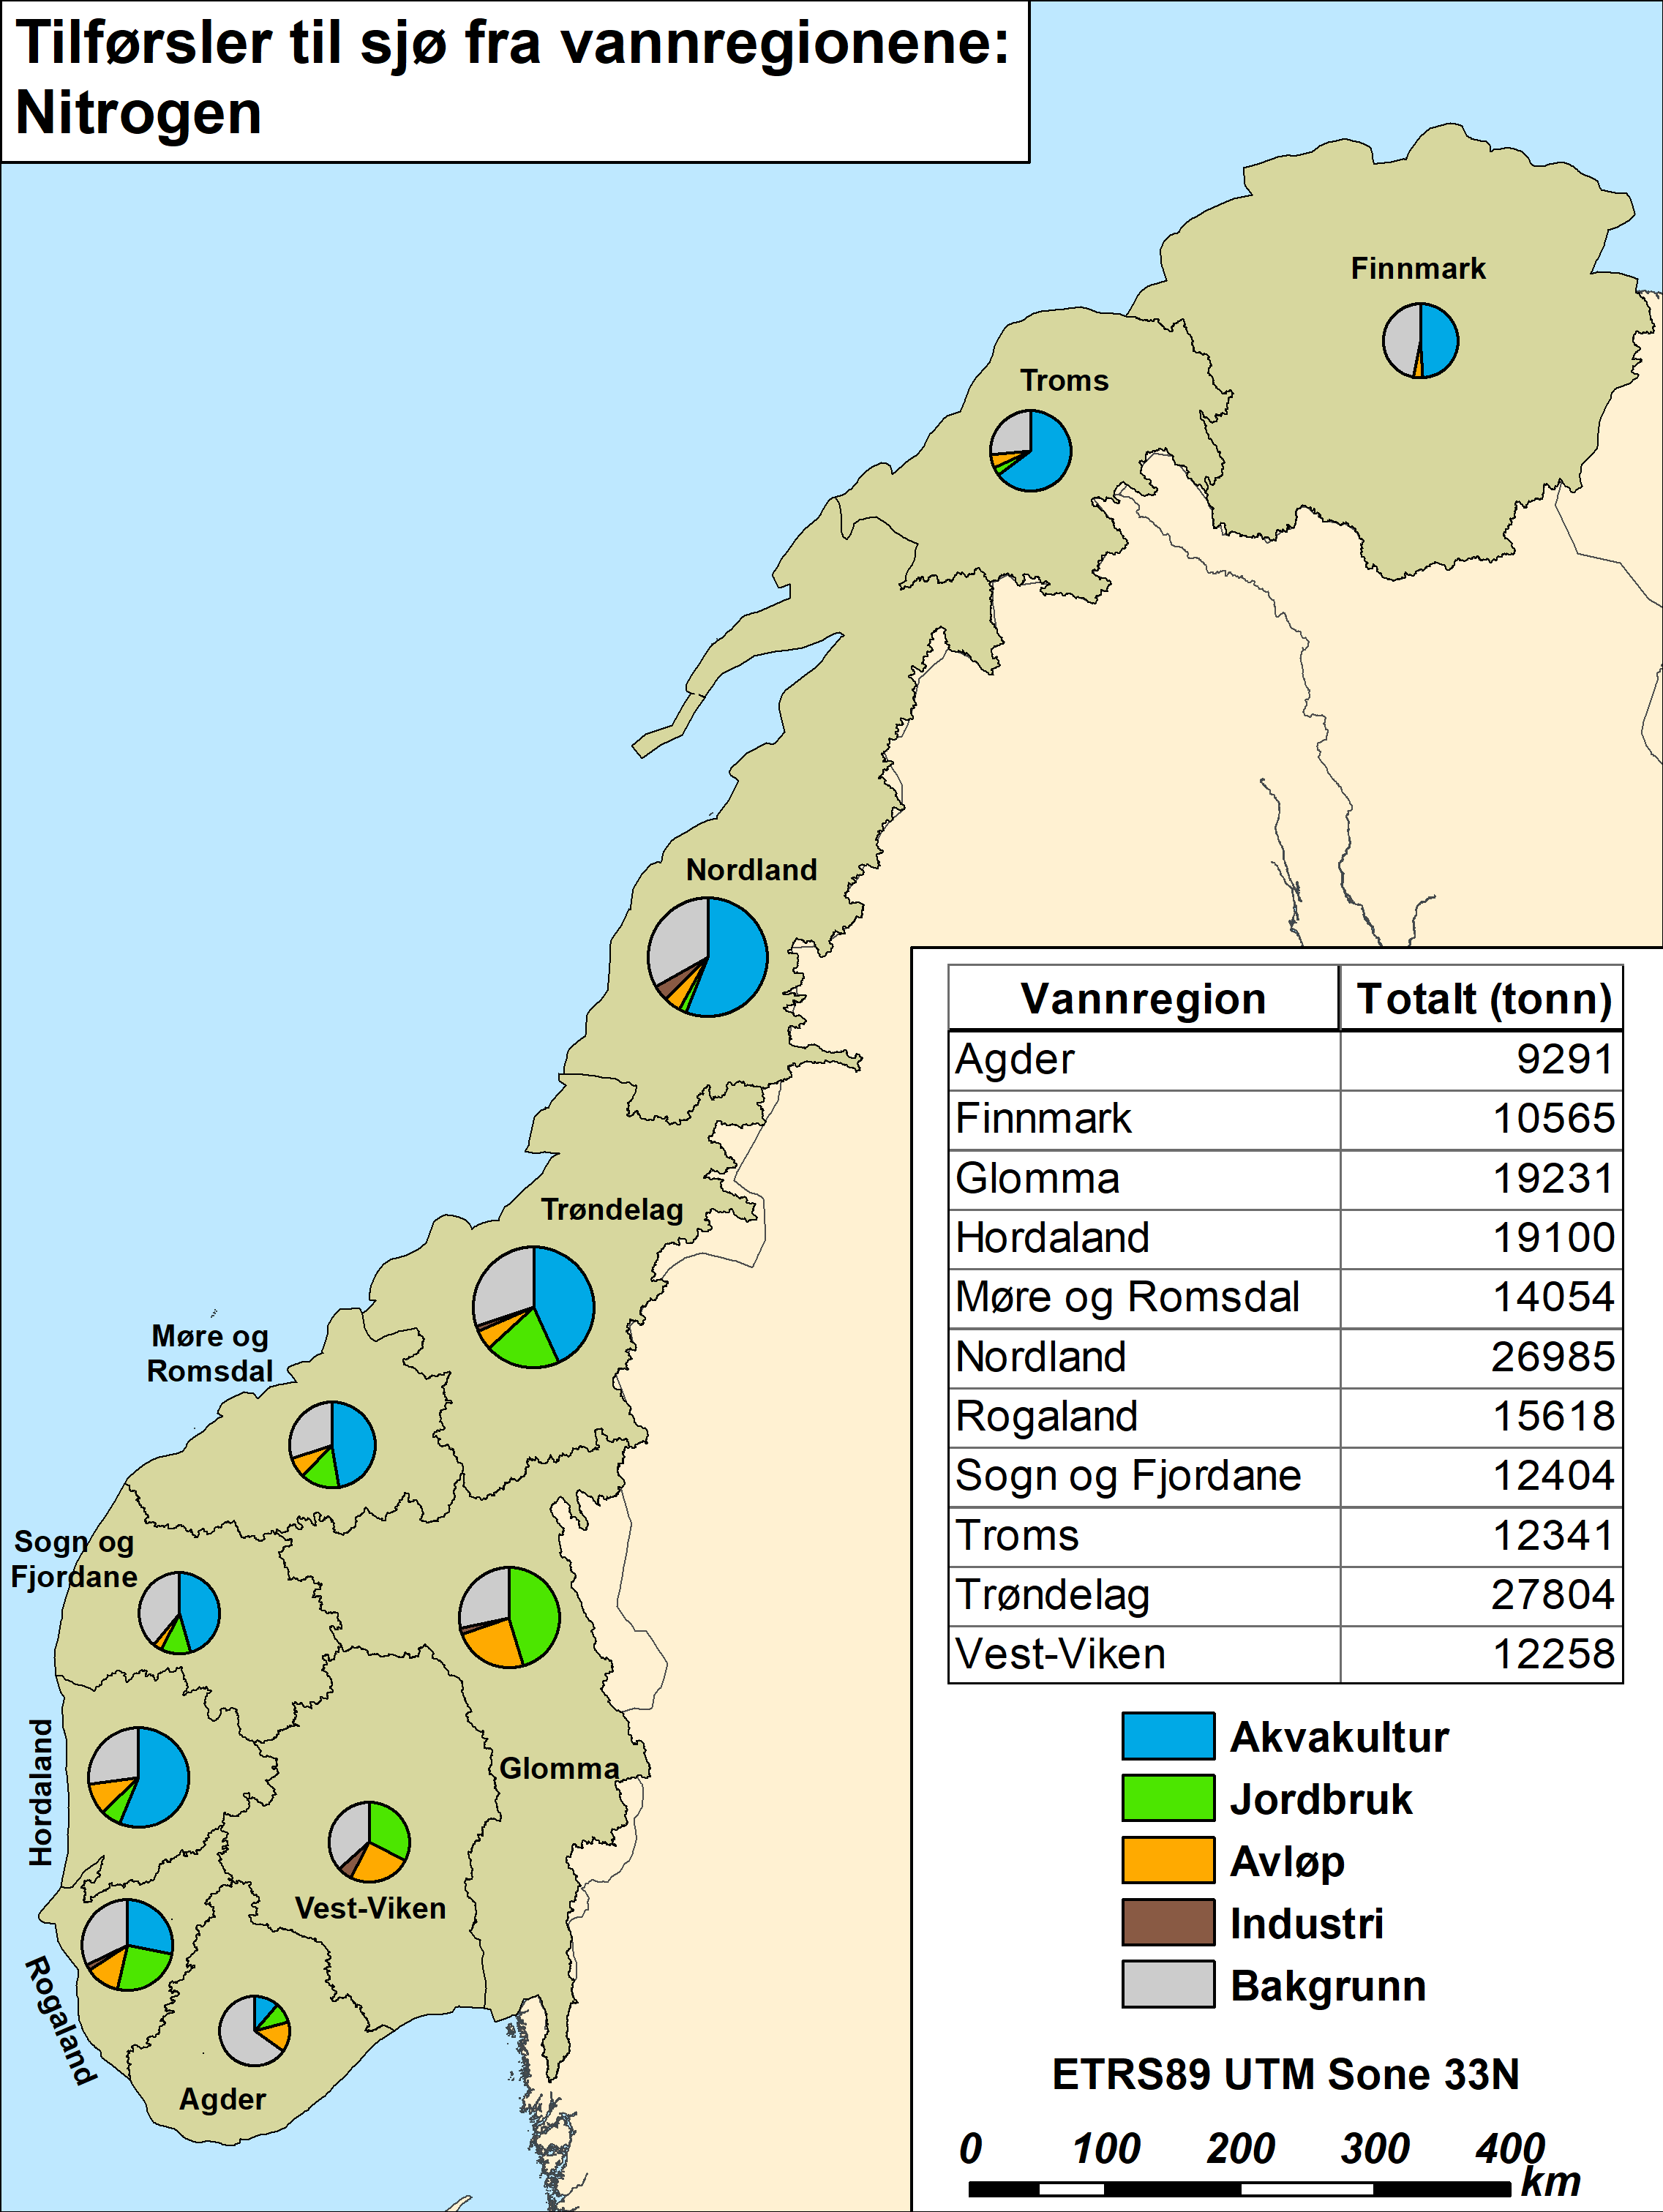 Tilførsler til sjø fra vannregionene:
Nitrogen
Finnmark
Troms
Nordland
Trøndelag
Møre og
Romsdal
Sogn og
Fjordane
Hordaland
Glomma
Vest-Viken
Rogaland
Agder
Vannregion Totalt (tonn)
Agder 9291
Finnmark 10565
Glomma 19231
Hordaland 19100
Møre og Romsdal 14054
Nordland 26985
Rogaland 15618
Sogn og Fjordane 12404
Troms 12341
Trøndelag 27804
Vest-Viken 12258
Akvakultur
Jordbruk
Avløp
Industri
Bakgrunn
ETRS89 UTM Sone 33N
0 100 200 300 400
km